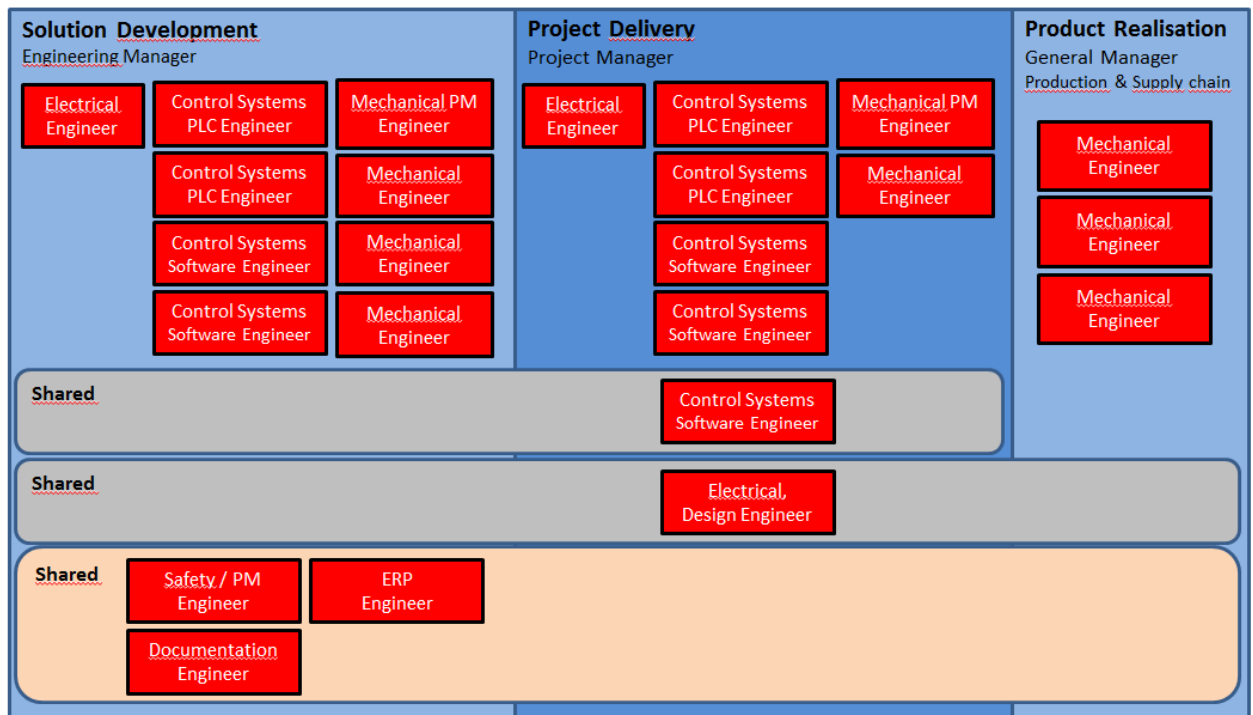 Solution Development
Engineering Manager
Electrical
Engineer
Control Systems
PLC Engineer
Mechanical PM
Engineer
Control Systems
PLC Engineer
Mechanical
Engineer
Control Systems
Software Engineer
Mechanical
Engineer
Control Systems
Software Engineer
Mechanical
Engineer
Project Delivery
Project Manager
Electrical
Engineer
Control Systems
PLC Engineer
Mechanical PM
Engineer
Control Systems
PLC Engineer
Mechanical
Engineer
Control Systems
Software Engineer
Control Systems
Software Engineer
Product Realisation
General Manager
Production & Supply chain
Mechanical
Engineer
Mechanical
Engineer
Mechanical
Engineer
Shared
Control Systems
Software Engineer
Shared
Electrical,
Design Engineer
Shared
Safety / PM
Engineer
ERP
Engineer
Documentation
Engineer